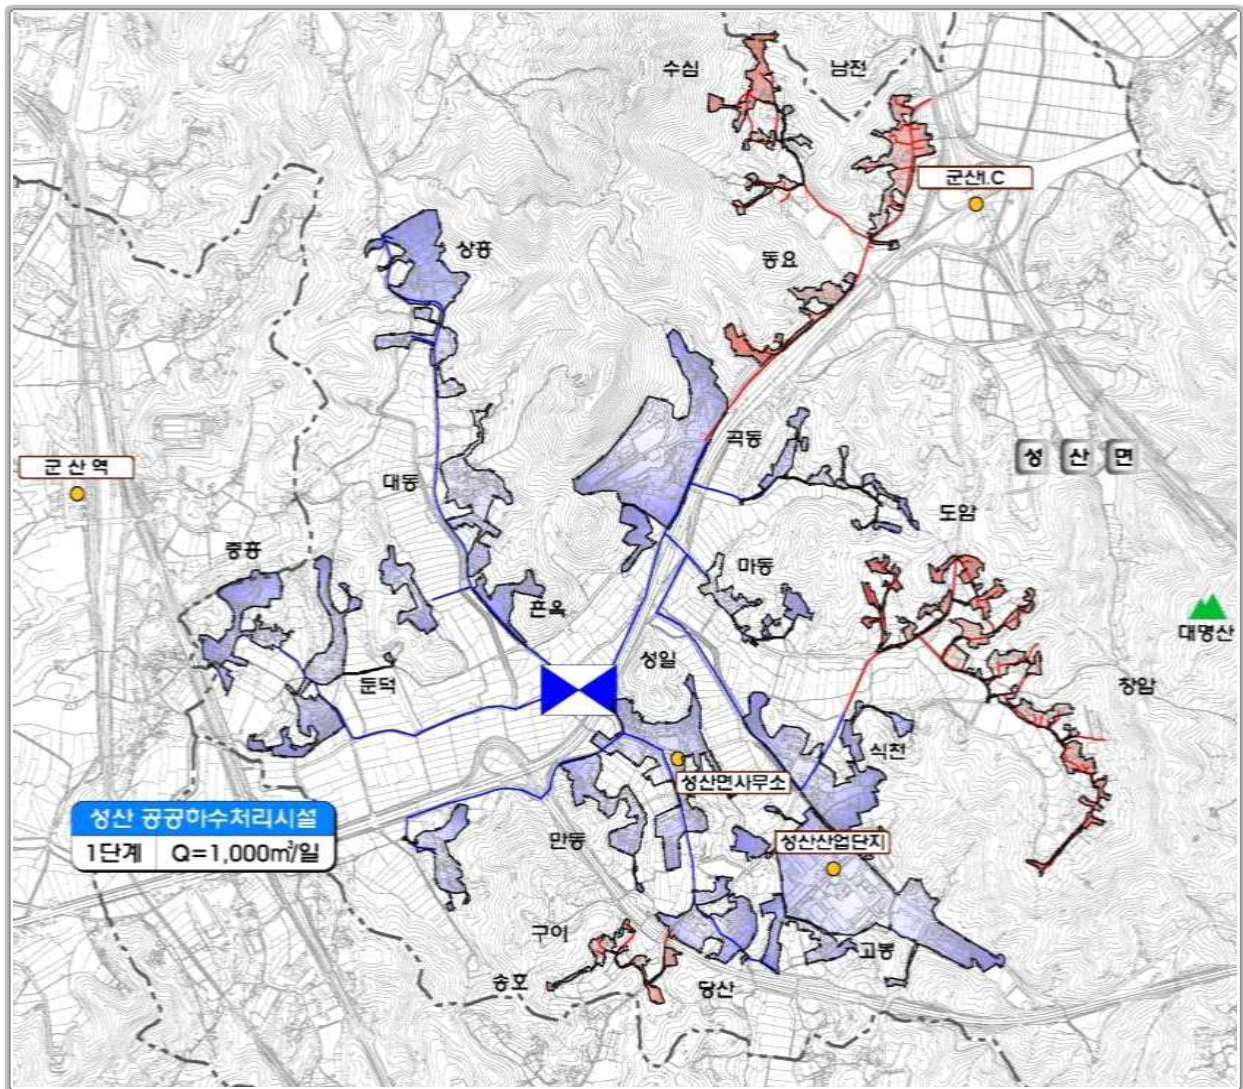 수심
남전
군산I.C
상흥
동요
곡동
성산면
군산역
대동
도암
중흥
마동
흔옥
대명산
성일
둔덕
창암
식천
성산면사무소
성산 공공하수처리시설
1단계 Q=1,000㎥/일
만동
성산산업단지
구이
고봉
송호
당산